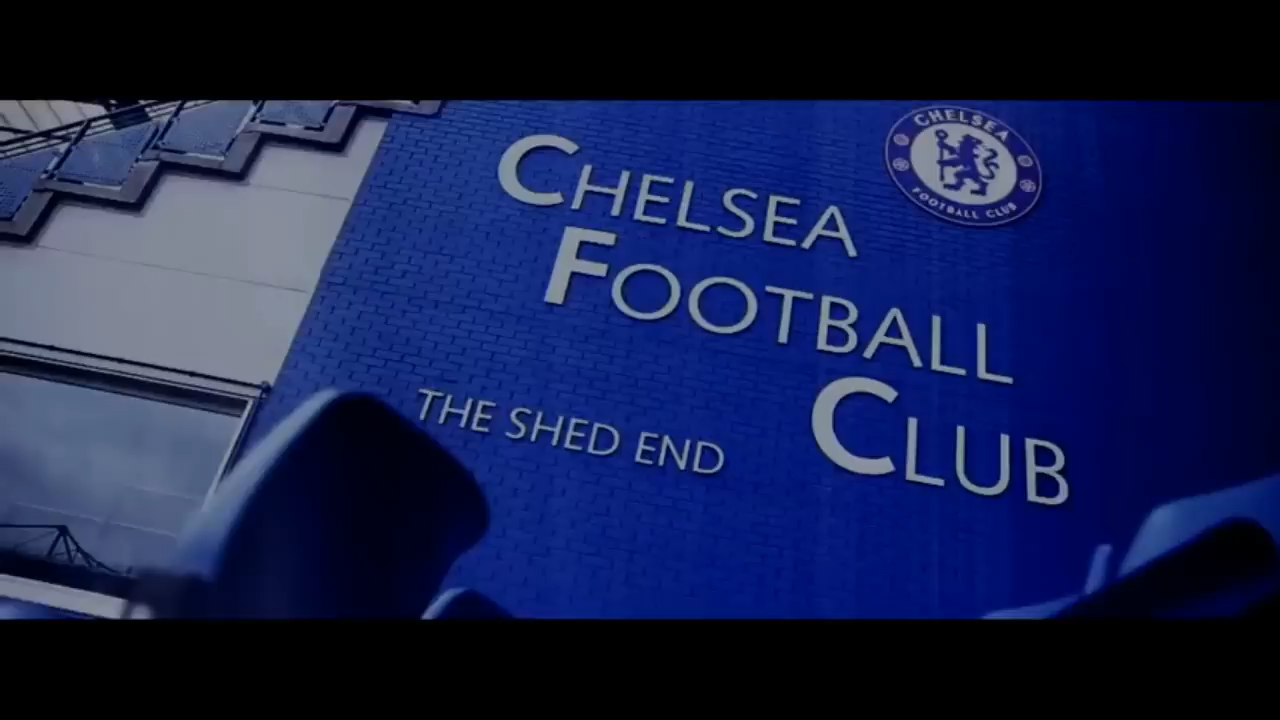 CHELSEA
FOOTBALL
CLUB
THE SHED END
CHELSEA
FOOTBALL CLUB